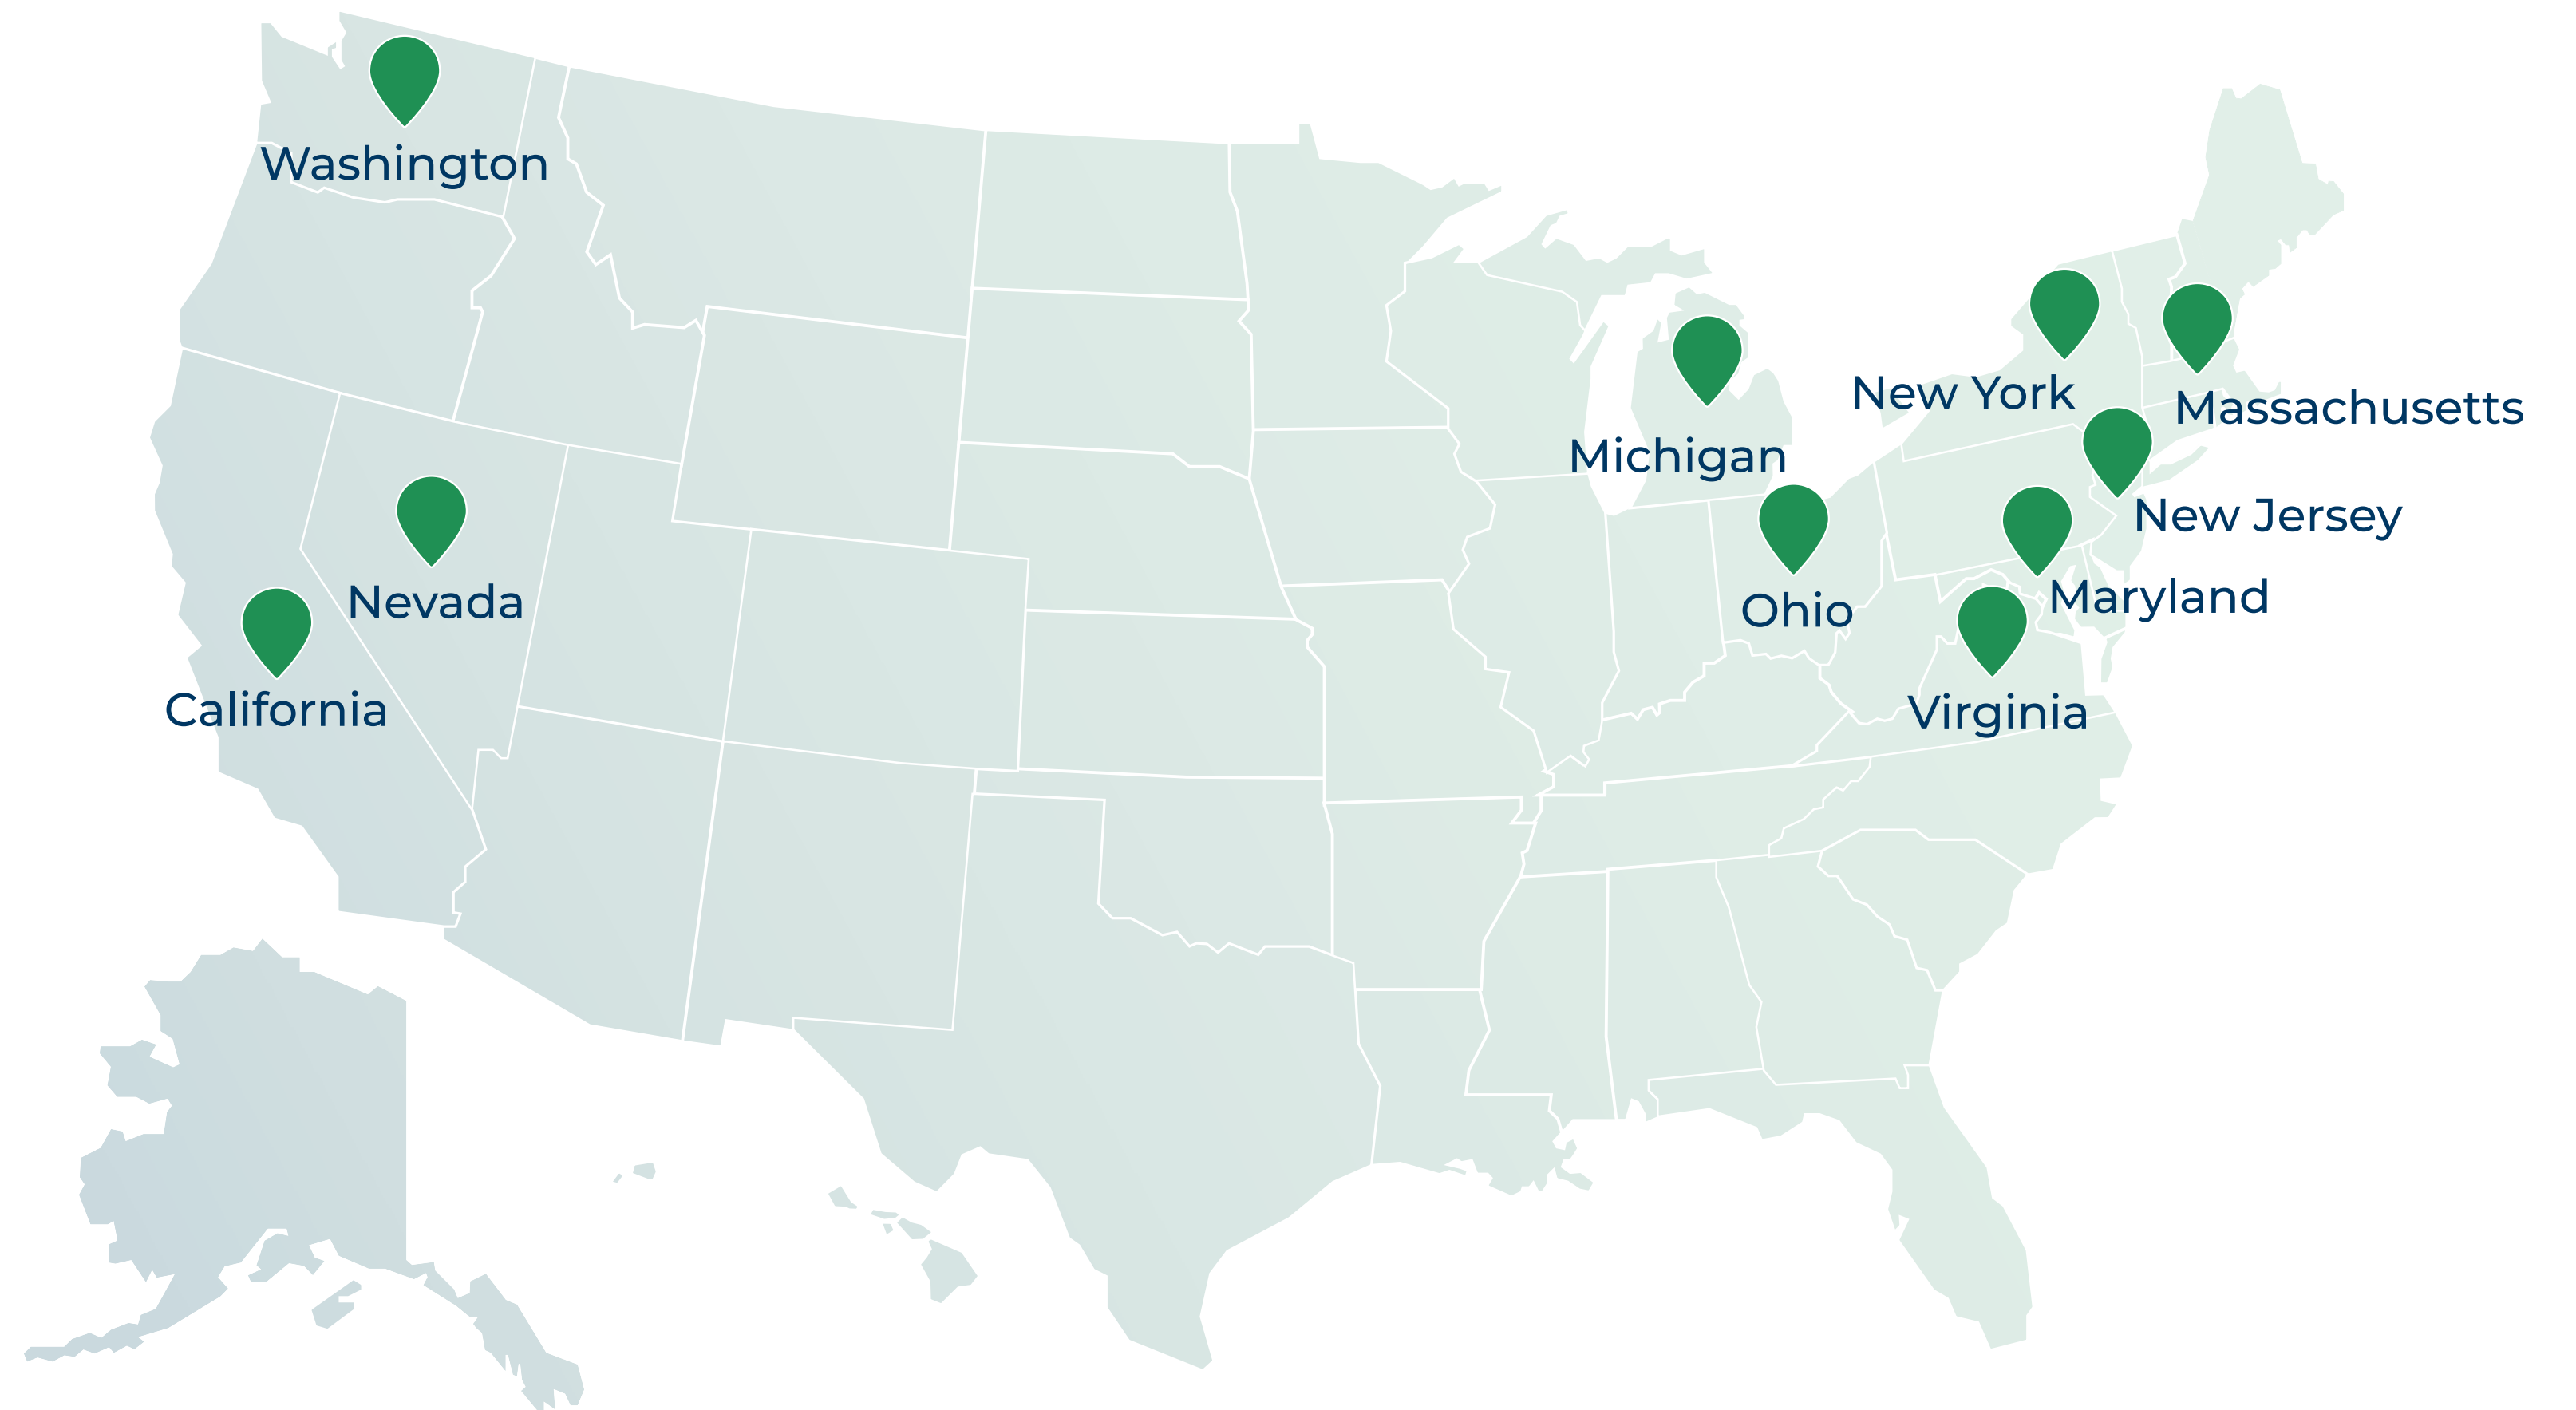 Washington
New York
Massachusetts
Michigan
New Jersey
Nevada
Maryland
Ohio
California
Virginia